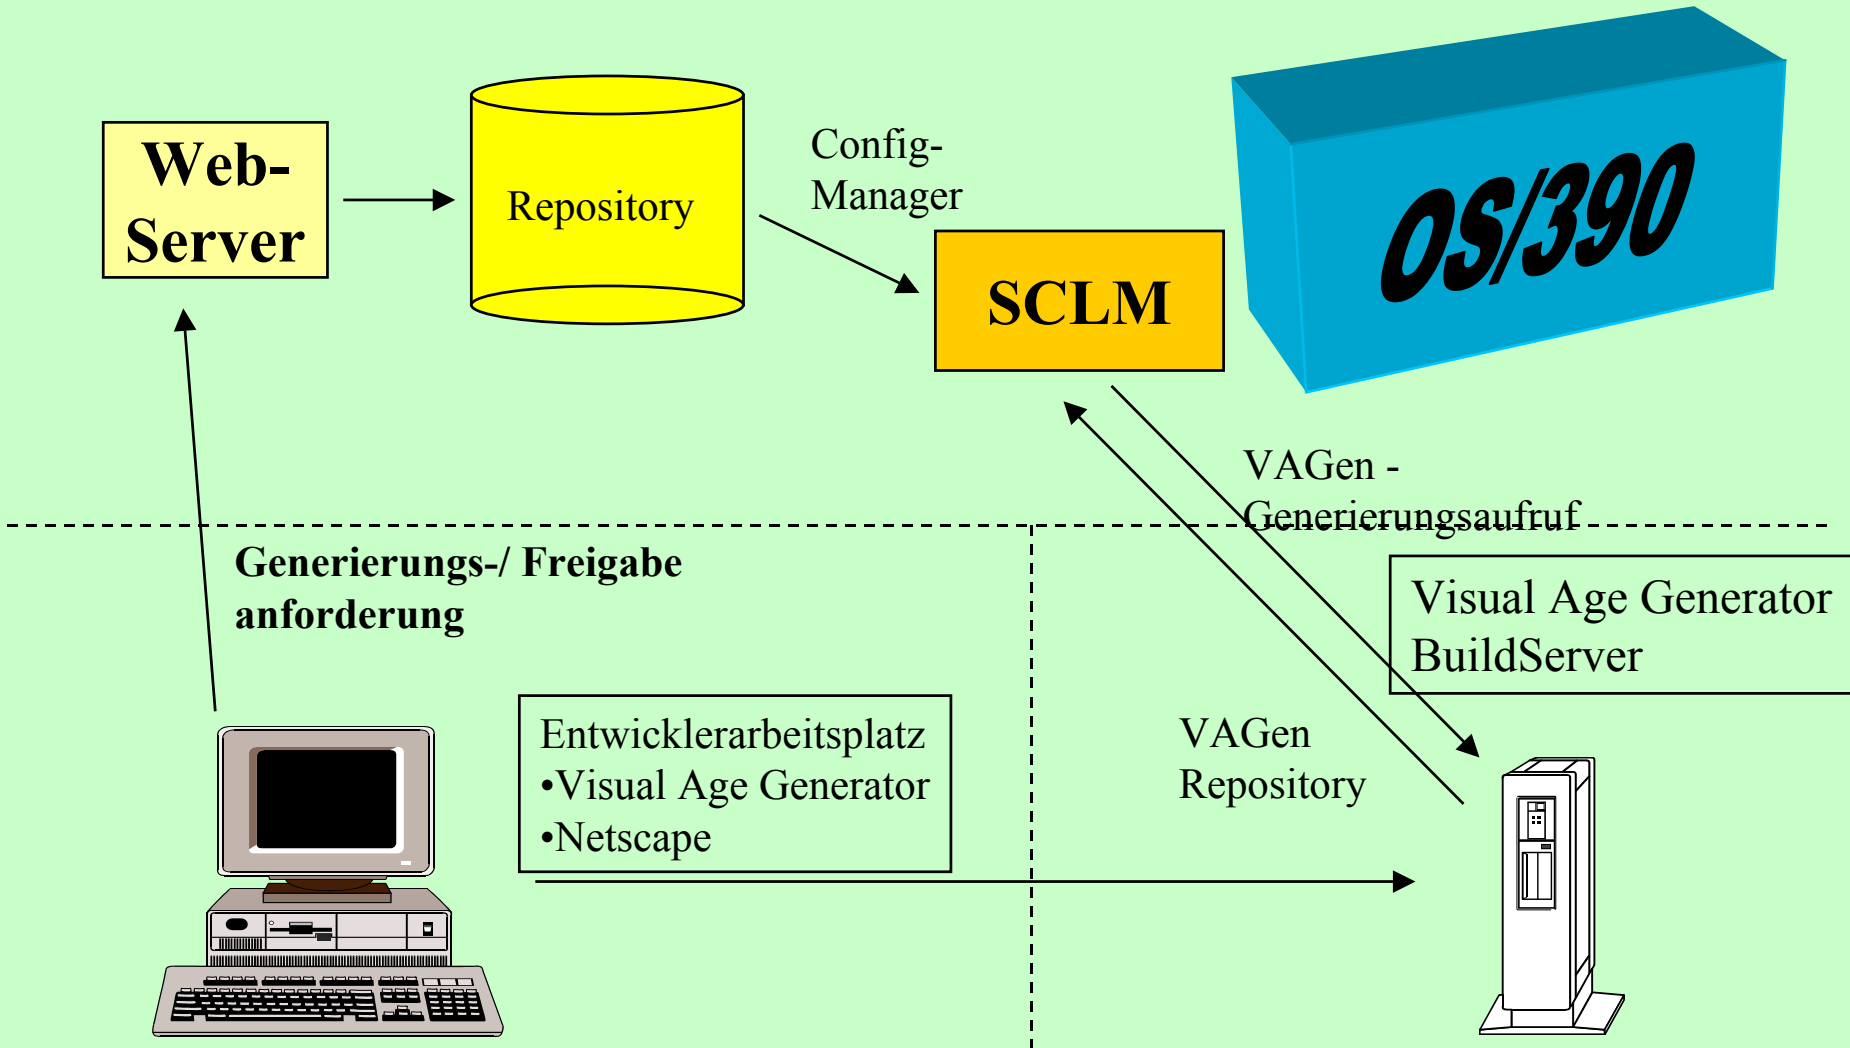 Web-
Server
Repository
Config-
Manager
SCLM
OS/390
VAGen -
Generierungsaufruf
Generierungs-/ Freigabe
anforderung
Visual Age Generator
BuildServer
Entwicklerarbeitsplatz
•Visual Age Generator
•Netscape
VAGen
Repository